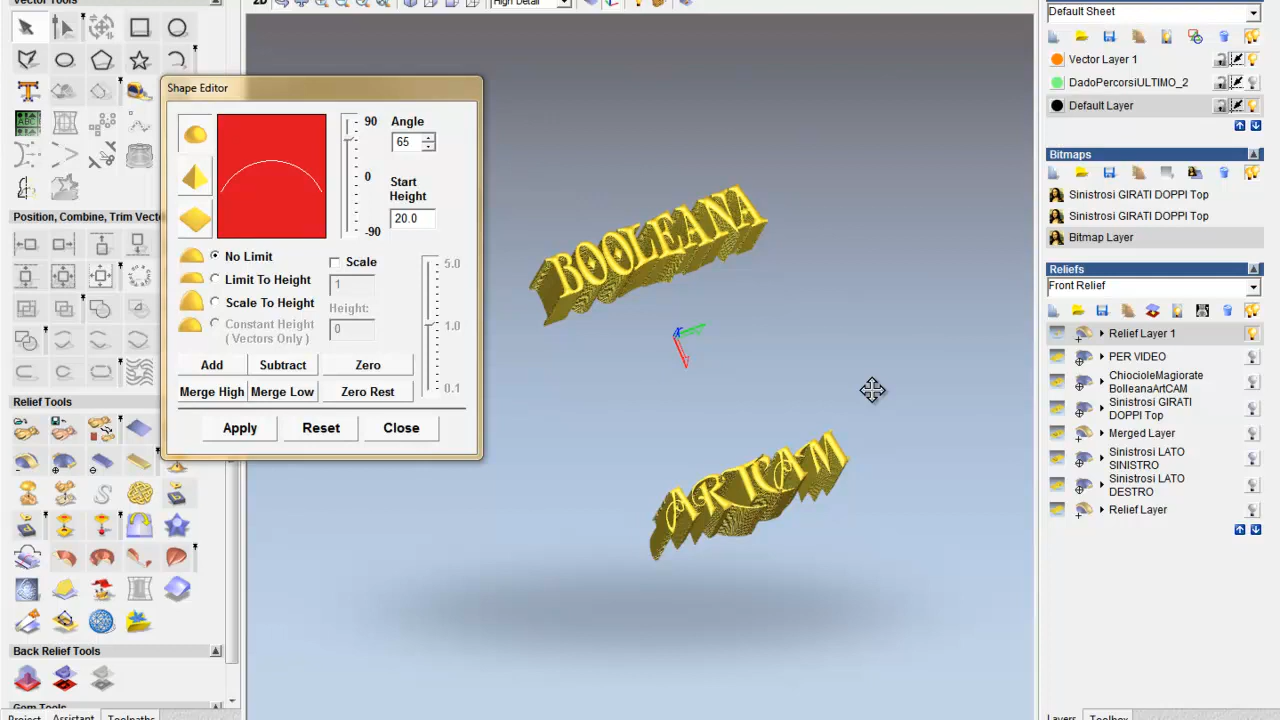 Vector Tools
2D
High Detail
Default Sheet
Vector Layer 1
DadoPercorsiULTIMO_2
Default Layer
Shape Editor
90
Angle
65
0
Start
Height
20.0
-90
No Limit
Scale
5.0
Limit To Height
1
Scale To Height
Height:
1.0
Constant Height
( Vectors Only )
0
0.1
Add
Subtract
Zero
Merge High
Merge Low
Zero Rest
Apply
Reset
Close
ABC
Position, Combine, Trim Vecto
Relief Tools
Back Relief Tools
Gem Tools
Project
Assistant
Toolpaths
BOOLEANA
ARTCAM
Bitmaps
Sinistrosi GIRATI DOPPI Top
Sinistrosi GIRATI DOPPI Top
Bitmap Layer
Reliefs
Front Relief
Relief Layer 1
PER VIDEO
ChiocioleMagiorate
BolleanaArtCAM
Sinistrosi GIRATI
DOPPI Top
Merged Layer
Sinistrosi LATO
SINISTRO
Sinistrosi LATO
DESTRO
Relief Layer
Layers
Toolbox